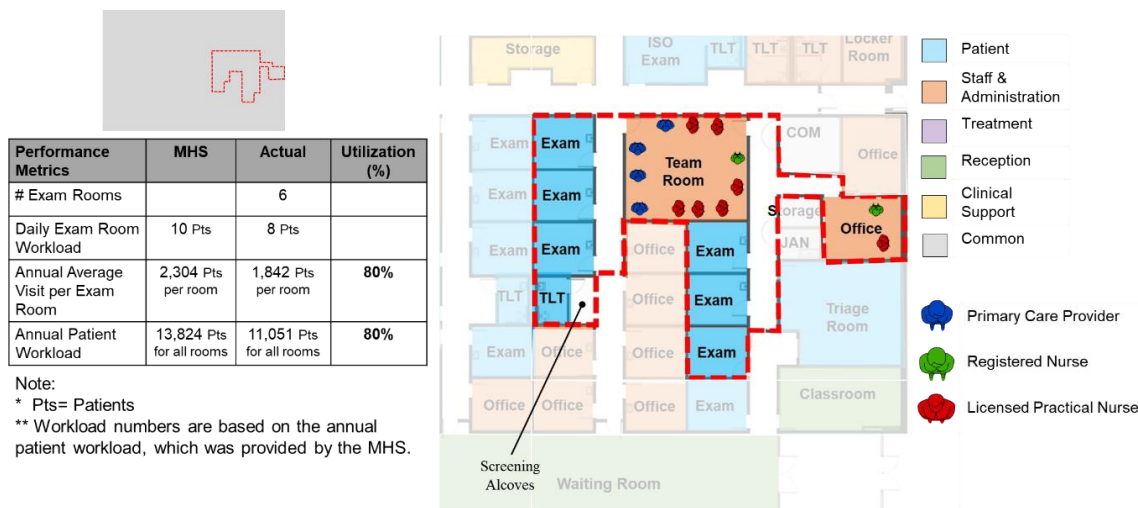 Performance Metrics MHS Actual Utilization (%)
# Exam Rooms 6
Daily Exam Room Workload 10 Pts 8 Pts
Annual Average Visit per Exam Room 2,304 Pts per room 1,842 Pts per room 80%
Annual Patient Workload 13,824 Pts for all rooms 11,051 Pts for all rooms 80%
Note:
* Pts= Patients
** Workload numbers are based on the annual
patient workload, which was provided by the MHS.
Storage
ISO
Exam
TLT
TLT
TLT
Locker
Room
Exam
Exam
Team
Room
COM
Office
Exam
Exam
Exam
Exam
Office
Exam
Storage
JAN
Office
TLT
TLT
Office
Exam
Triage
Room
Exam
Office
Office
Exam
Office
Office
Office
Exam
Classroom
Screening
Alcoves
Waiting Room
Patient
Staff &
Administration
Treatment
Reception
Clinical
Support
Common
Primary Care Provider
Registered Nurse
Licensed Practical Nurse